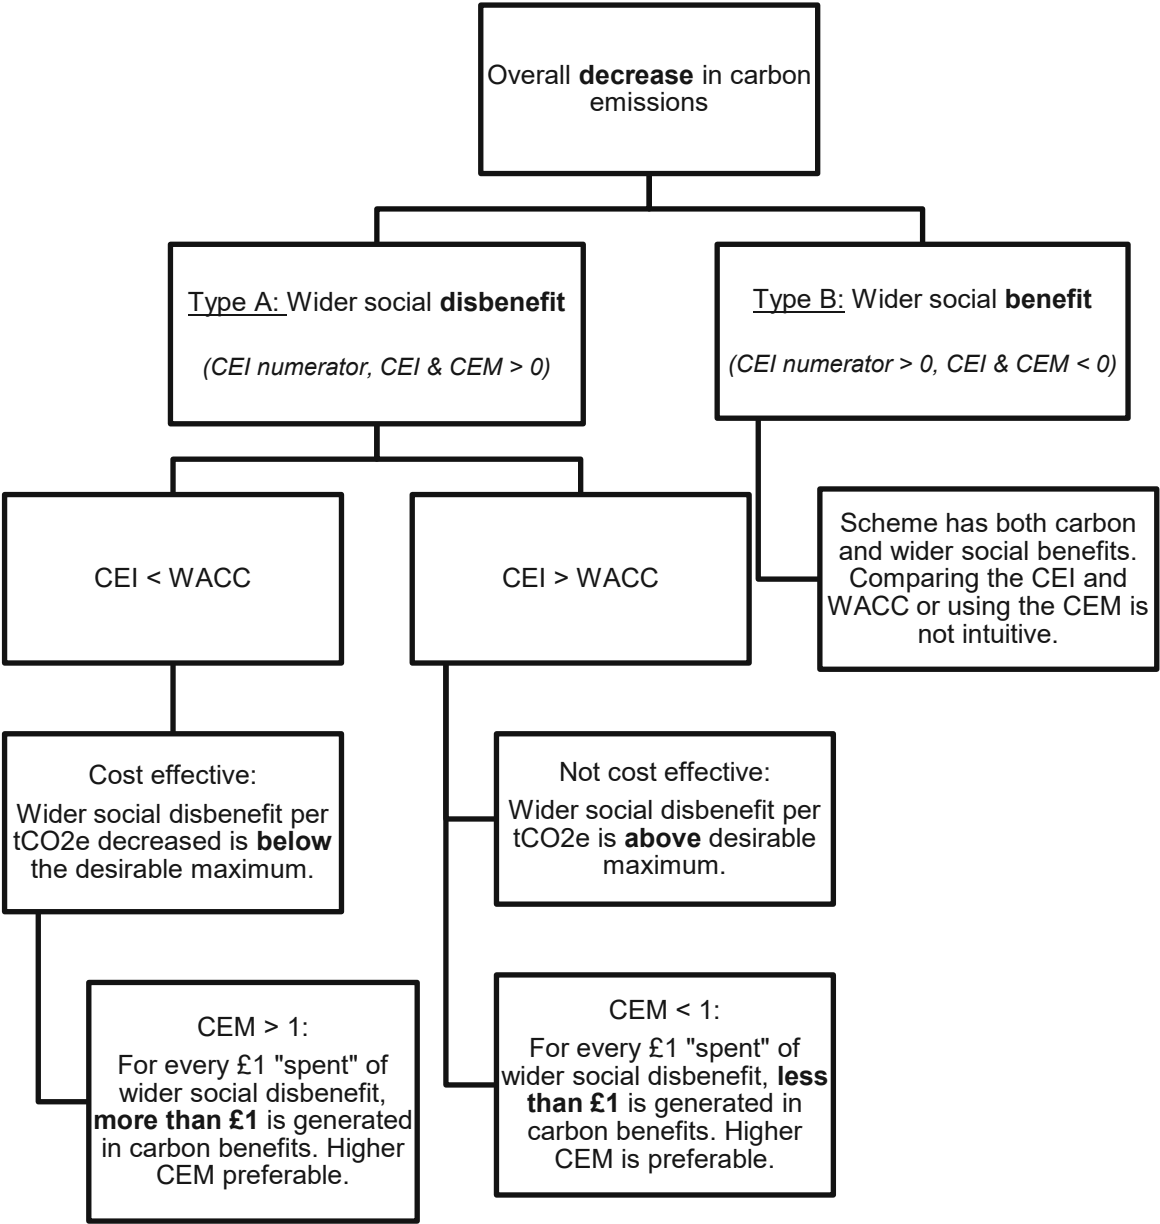 Overall decrease in carbon
emissions
Type A: Wider social disbenefit
(CEI numerator, CEI & CEM > 0)
Type B: Wider social benefit
(CEI numerator > 0, CEI & CEM < 0)
CEI < WACC
CEI > WACC
Scheme has both carbon
and wider social benefits.
Comparing the CEI and
WACC or using the CEM is
not intuitive.
Cost effective:
Wider social disbenefit per
tCO2e decreased is below
the desirable maximum.
Not cost effective:
Wider social disbenefit per
tCO2e is above desirable
maximum.
CEM > 1:
For every £1 "spent" of
wider social disbenefit,
more than £1 is generated
in carbon benefits. Higher
CEM preferable.
CEM < 1:
For every £1 "spent" of
wider social disbenefit, less
than £1 is generated in
carbon benefits. Higher
CEM is preferable.